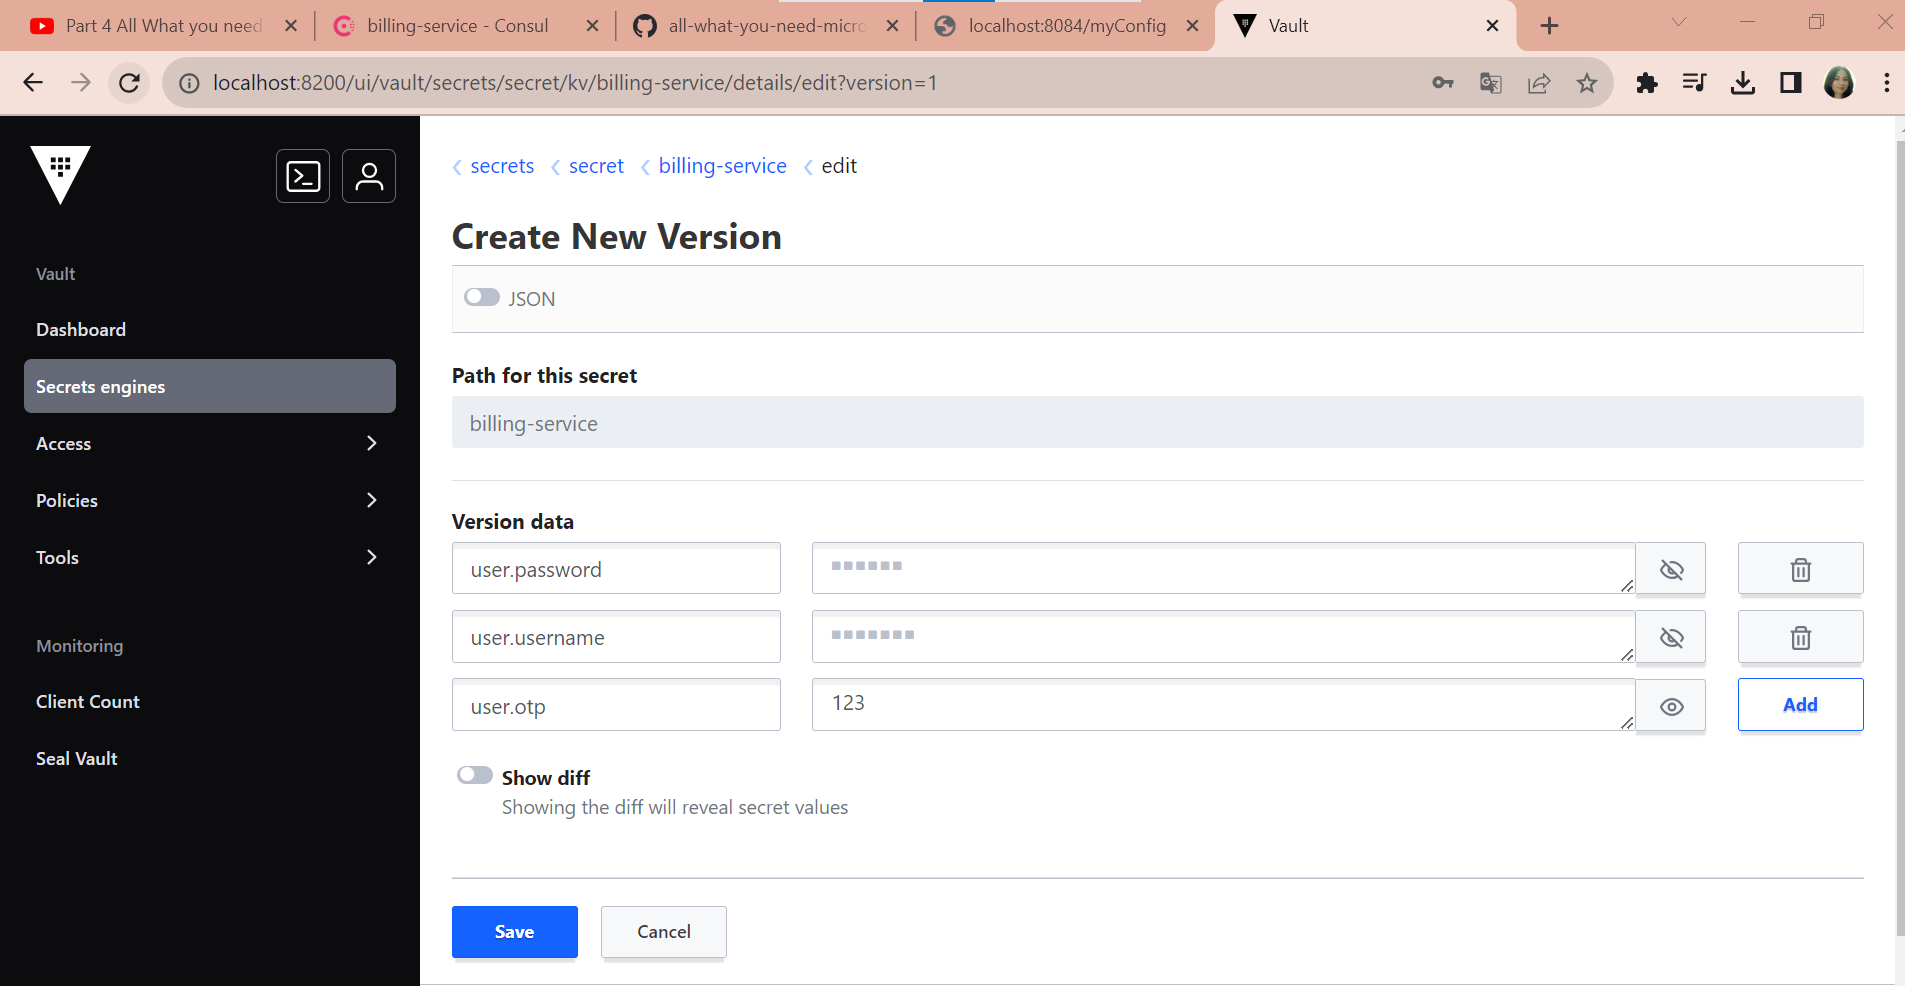 Part 4 All What you need
billing-service - Consul
all-what-you-need-micro
localhost:8084/myConfig
Vault
localhost:8200/ui/vault/secrets/secret/kv/billing-service/details/edit?version=1
secrets
secret
billing-service
edit
Create New Version
JSON
Vault
Dashboard
Secrets engines
Access
Policies
Tools
Monitoring
Client Count
Seal Vault
Path for this secret
billing-service
Version data
user.password
user.username
user.otp 123 Add
Show diff
Showing the diff will reveal secret values
Save Cancel